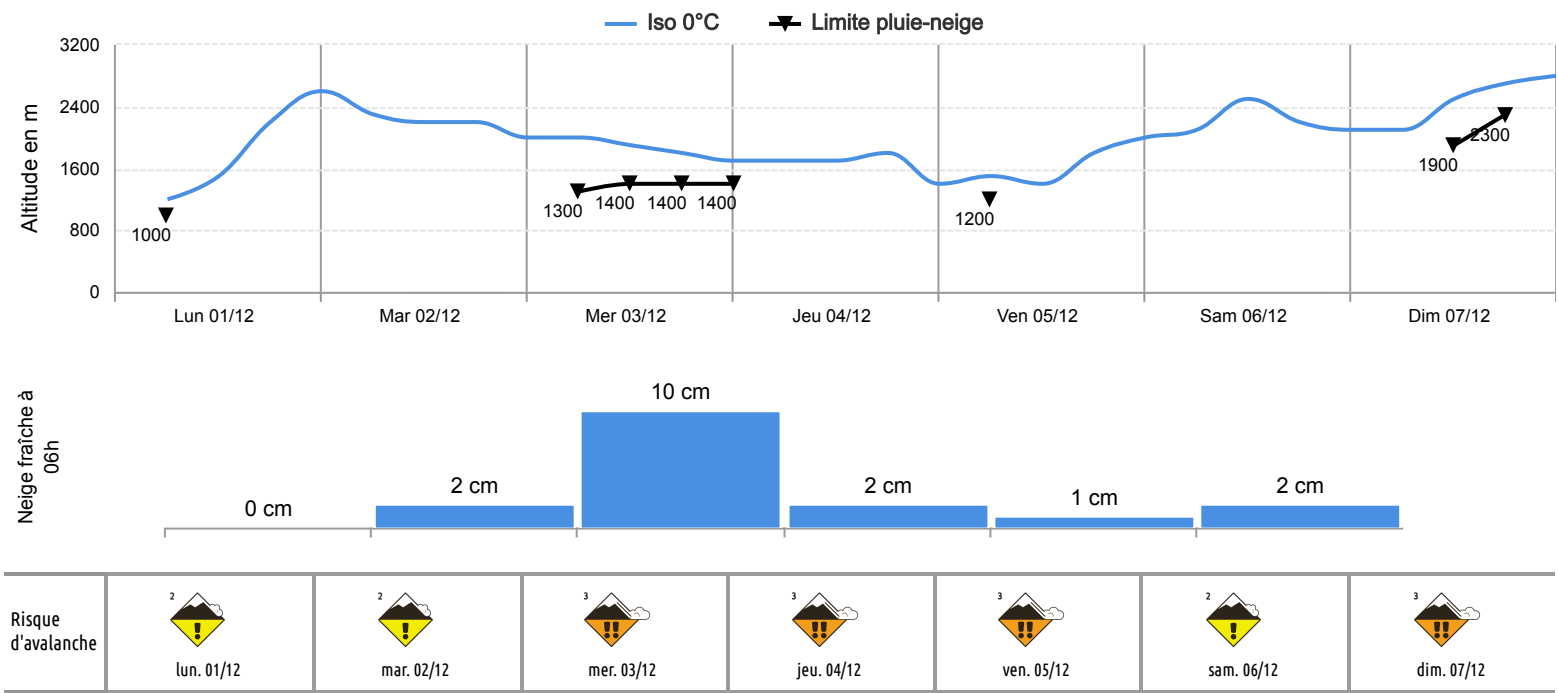 Iso 0°C Limite pluie-neige
Altitude en m
3200
2400
1600
800
0
1000
1300
1400
1400
1400
1200
1900
2300
Lun 01/12 Mar 02/12 Mer 03/12 Jeu 04/12 Ven 05/12 Sam 06/12 Dim 07/12
Neige fraîche à
06h
0 cm
2 cm
10 cm
2 cm
1 cm
2 cm
Risque
d'avalanche
2 2 3 3 3 2 3
! ! !! !! !! ! !!
lun. 01/12 mar. 02/12 mer. 03/12 jeu. 04/12 ven. 05/12 sam. 06/12 dim. 07/12